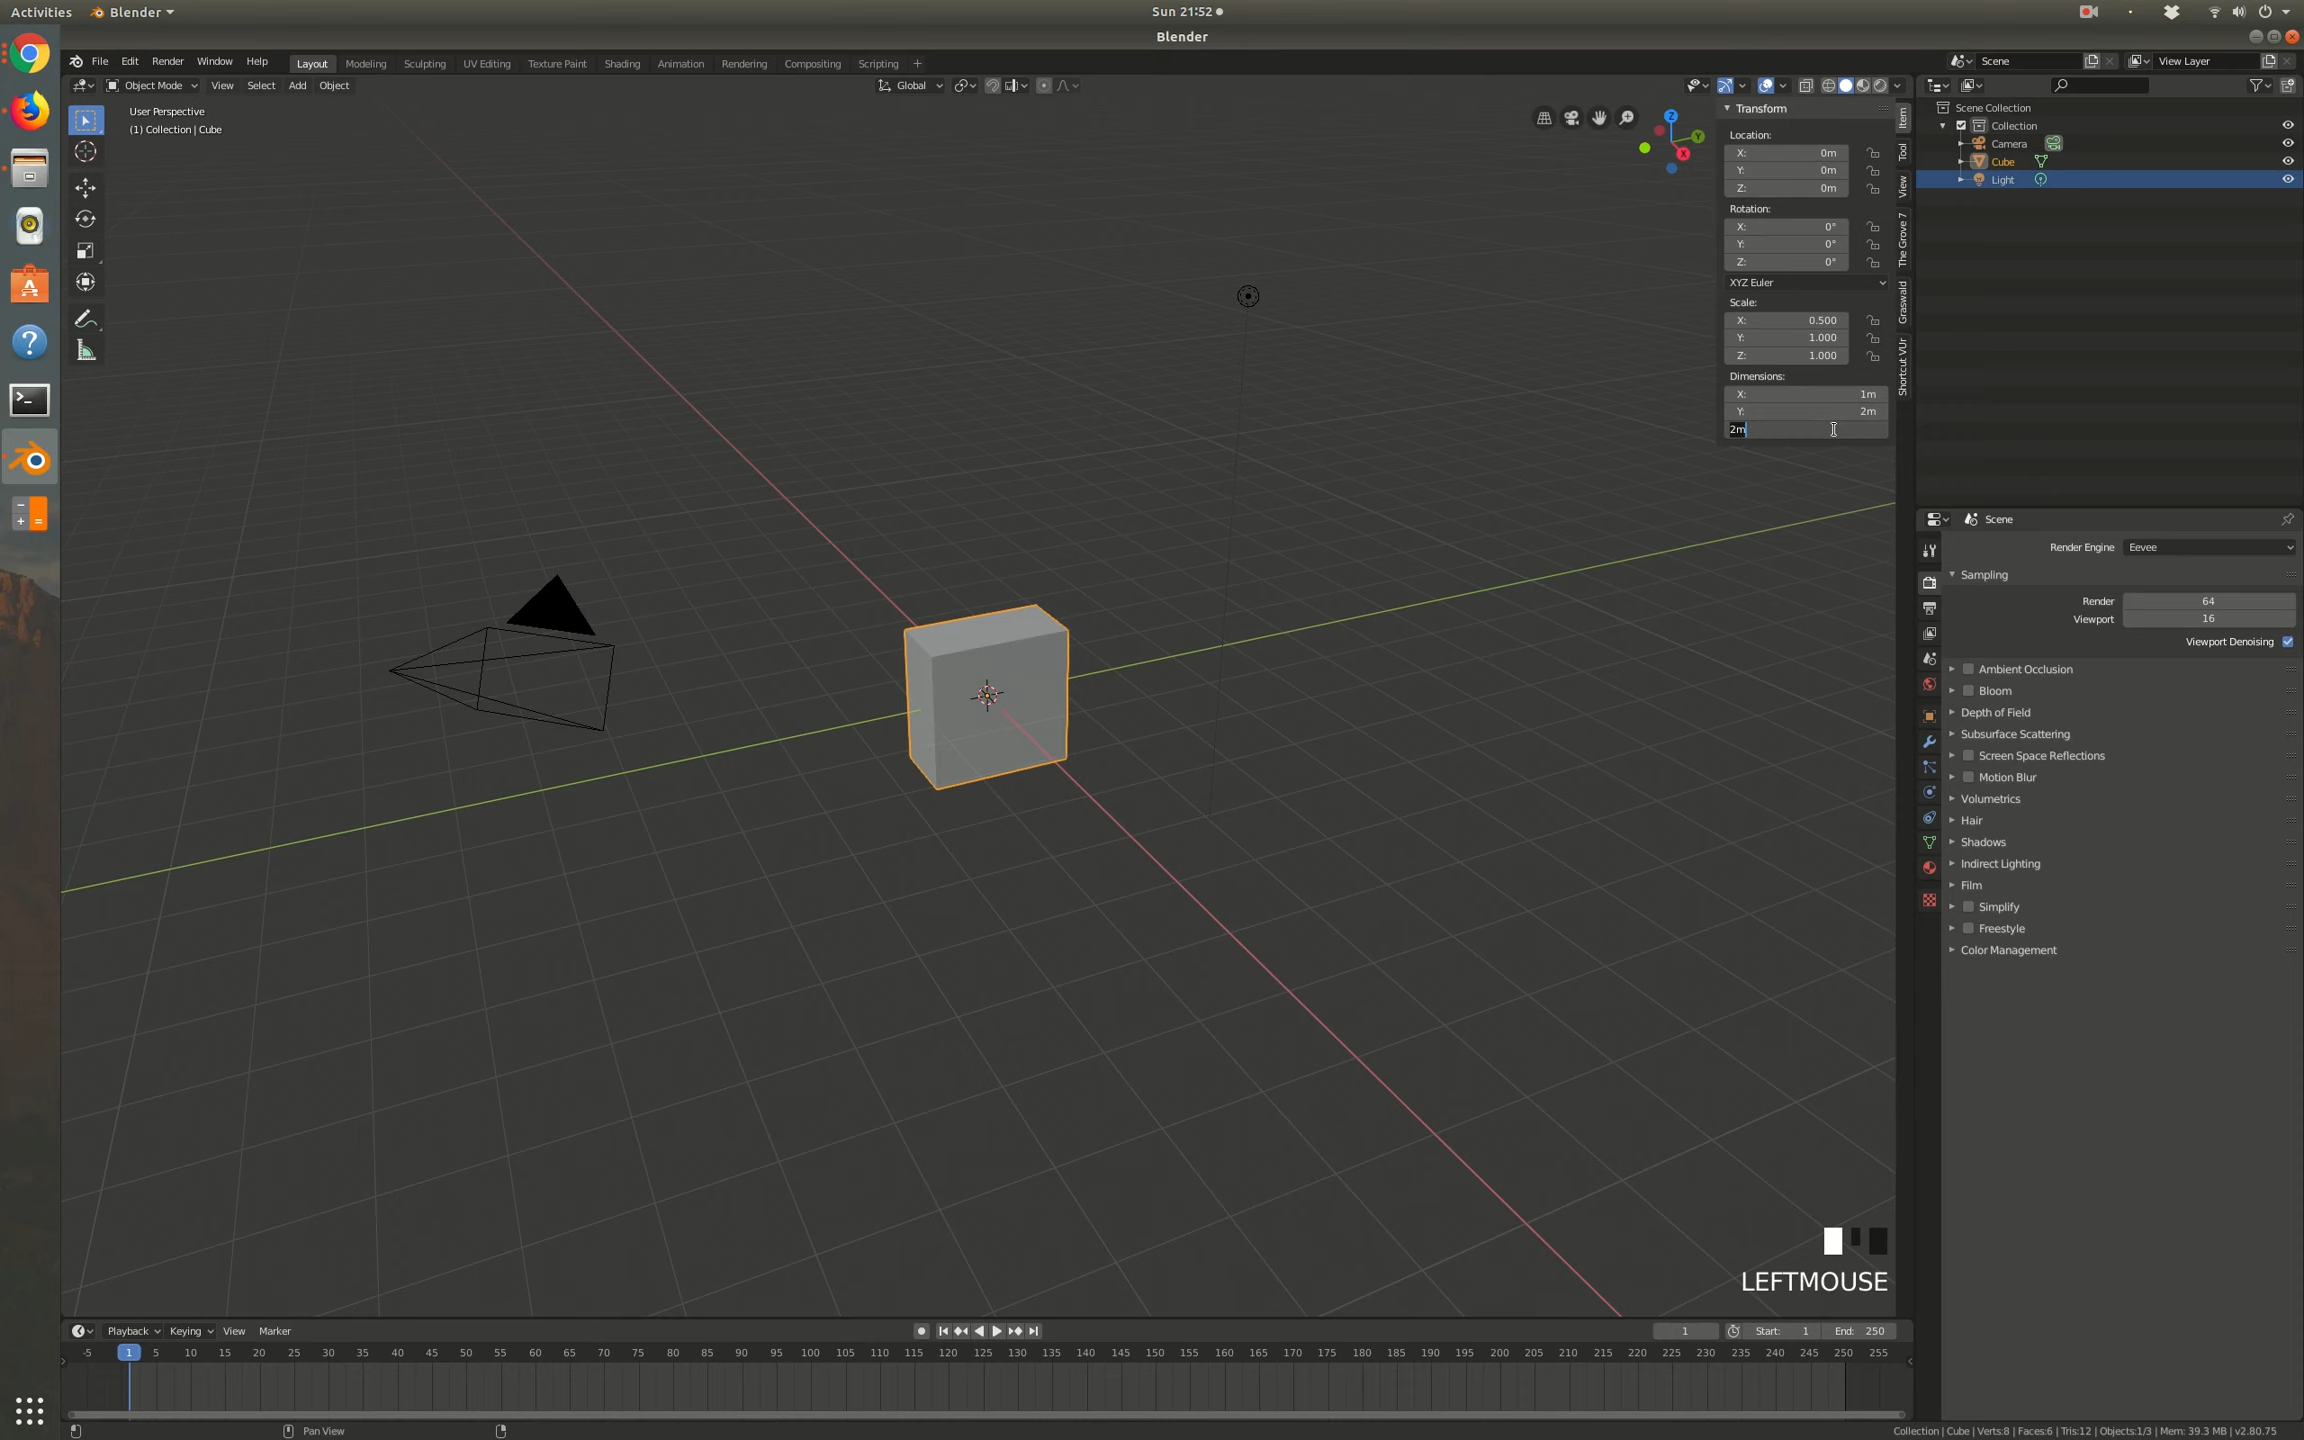 Activities Blender Sun 21:52
Blender
File Edit Render Window Help Layout Modeling Sculpting UV Editing Texture Paint Shading Animation Rendering Compositing Scripting + Scene View Layer
Object Mode View Select Add Object Global
User Perspective
(1) Collection | Cube
Z
Y
X
Transform
Location:
X: 0m
Y: 0m
Z: 0m
Rotation:
X: 0°
Y: 0°
Z: 0°
XYZ Euler
Scale:
X: 0.500
Y: 1.000
Z: 1.000
Dimensions:
X: 1m
Y: 2m
2m
Item
Tool
View
The Grove 7
Graswald
Shortcut VUr
Scene Collection
Collection
Camera
Cube
Light
Scene
Render Engine Eevee
Sampling
Render 64
Viewport 16
Viewport Denoising
Ambient Occlusion
Bloom
Depth of Field
Subsurface Scattering
Screen Space Reflections
Motion Blur
Volumetrics
Hair
Shadows
Indirect Lighting
Film
Simplify
Freestyle
Color Management
LEFTMOUSE
Playback Keying View Marker 1 Start: 1 End: 250
-5 1 5 10 15 20 25 30 35 40 45 50 55 60 65 70 75 80 85 90 95 100 105 110 115 120 125 130 135 140 145 150 155 160 165 170 175 180 185 190 195 200 205 210 215 220 225 230 235 240 245 250 255
Pan View
Collection | Cube | Verts:8 | Faces:6 | Tris:12 | Objects:1/3 | Mem: 39.3 MB | v2.80.75